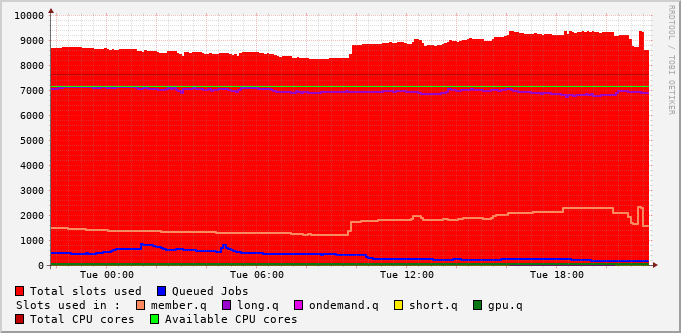 10000
9000
8000
7000
6000
5000
4000
3000
2000
1000
0
Tue 00:00 Tue 06:00 Tue 12:00 Tue 18:00
RRDTOOL / TOBI OETIKER
Total slots used Queued Jobs
Slots used in : member.q long.q ondemand.q short.q gpu.q
Total CPU cores Available CPU cores